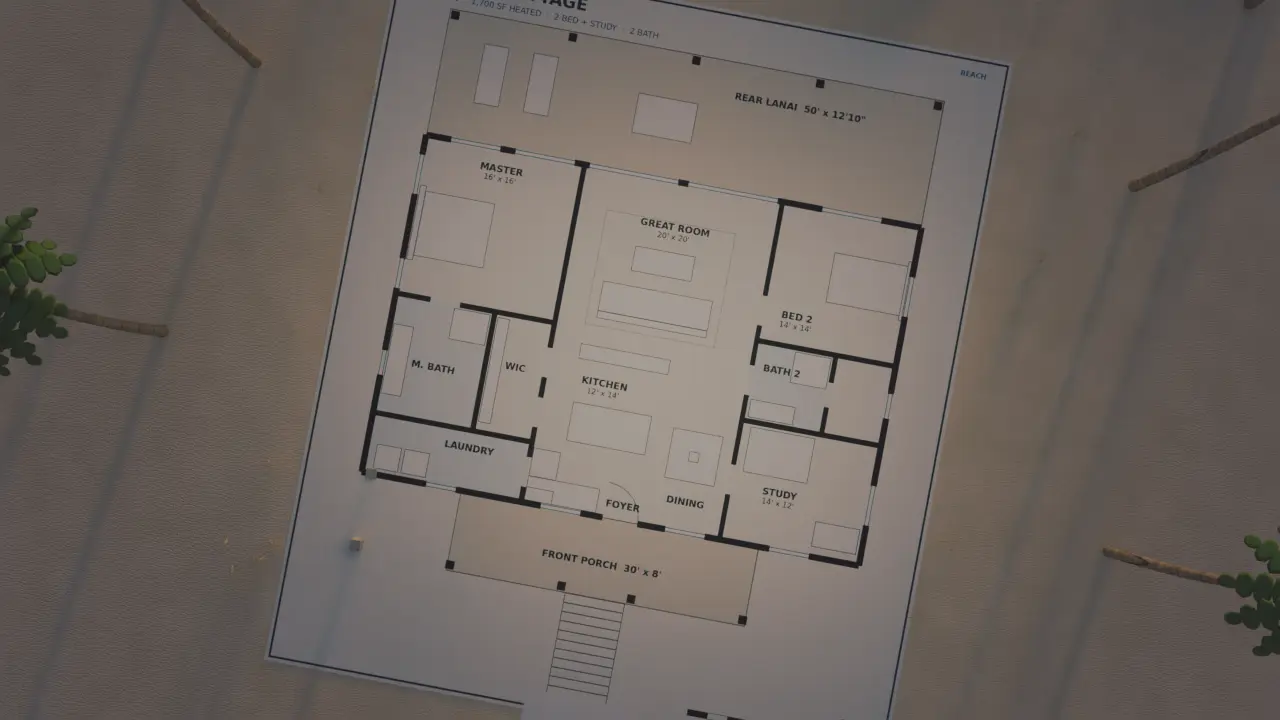 1,700 SF HEATED · 2 BED + STUDY · 2 BATH
BEACH
REAR LANAI 50' x 12'10"
MASTER
16' x 16'
GREAT ROOM
20' x 20'
BED 2
14' x 14'
M. BATH
WIC
BATH 2
KITCHEN
12' x 14'
LAUNDRY
STUDY
14' x 12'
FOYER
DINING
FRONT PORCH 30' x 8'